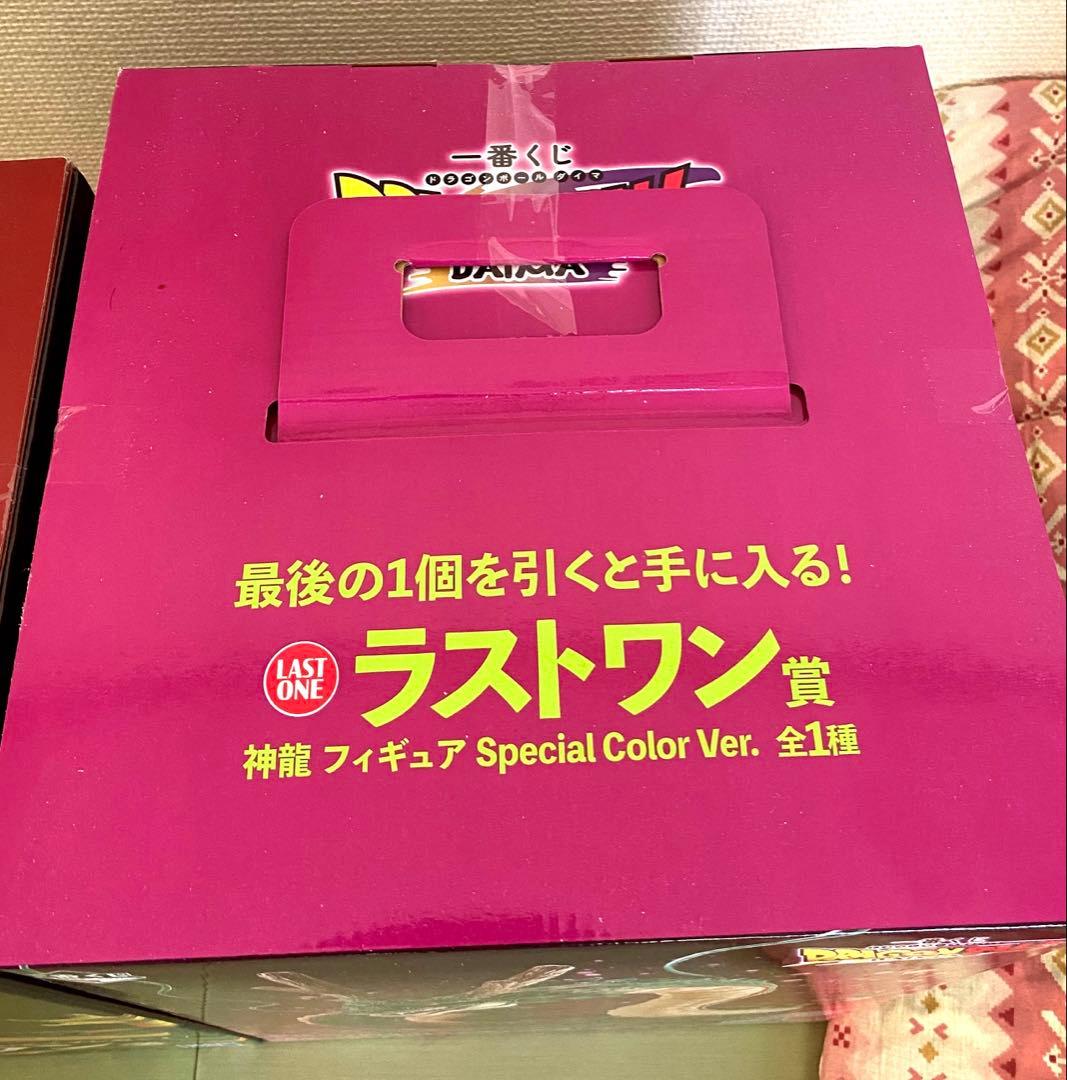 一番くじ
ドラゴンボールダイマ
DAIMA
最後の1個を引くと手に入る!
LAST ONE
ラストワン賞
神龍 フィギュア Special Color Ver. 全1種